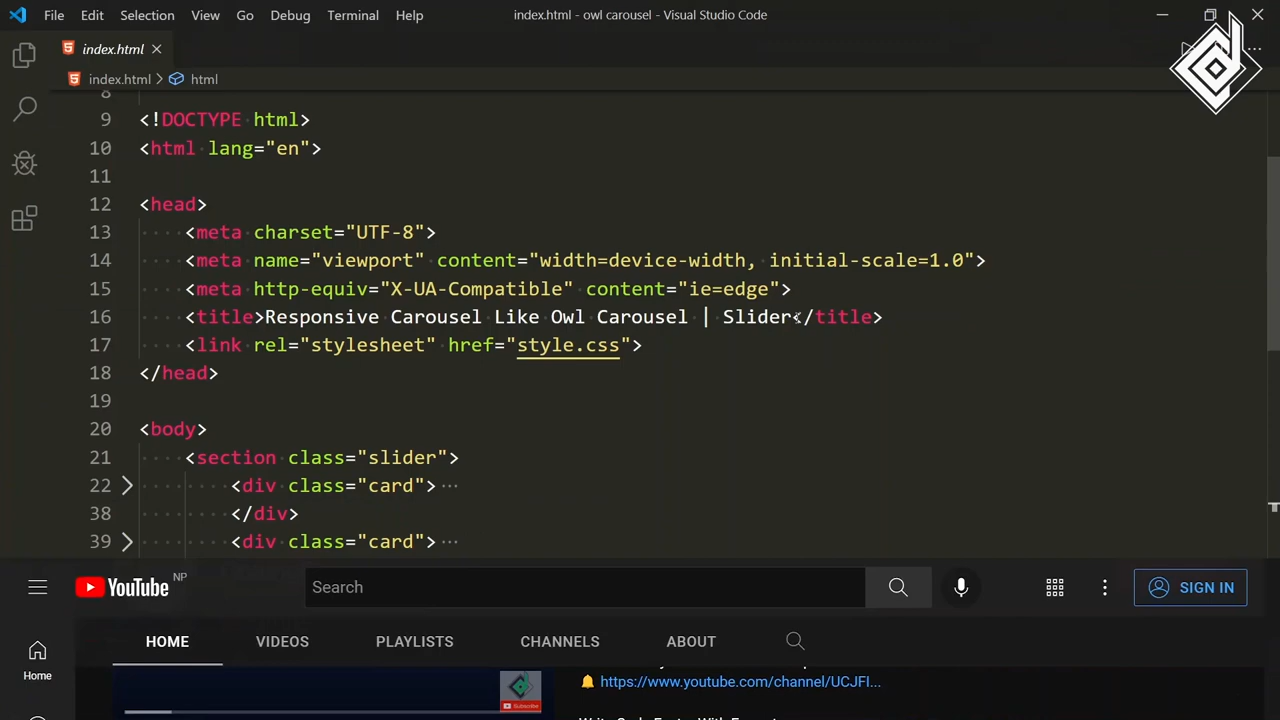 File Edit Selection View Go Debug Terminal Help index.html - owl carousel - Visual Studio Code
index.html
index.html > html
8
9 <!DOCTYPE html>
10 <html lang="en">
11
12 <head>
13 <meta charset="UTF-8">
14 <meta name="viewport" content="width=device-width, initial-scale=1.0">
15 <meta http-equiv="X-UA-Compatible" content="ie=edge">
16 <title>Responsive Carousel Like Owl Carousel | Slider</title>
17 <link rel="stylesheet" href="style.css">
18 </head>
19
20 <body>
21 <section class="slider">
22 <div class="card"> ...
38 </div>
39 <div class="card"> ...
YouTube NP Search SIGN IN
HOME VIDEOS PLAYLISTS CHANNELS ABOUT
Home
Subscribe
https://www.youtube.com/channel/UCJFI...